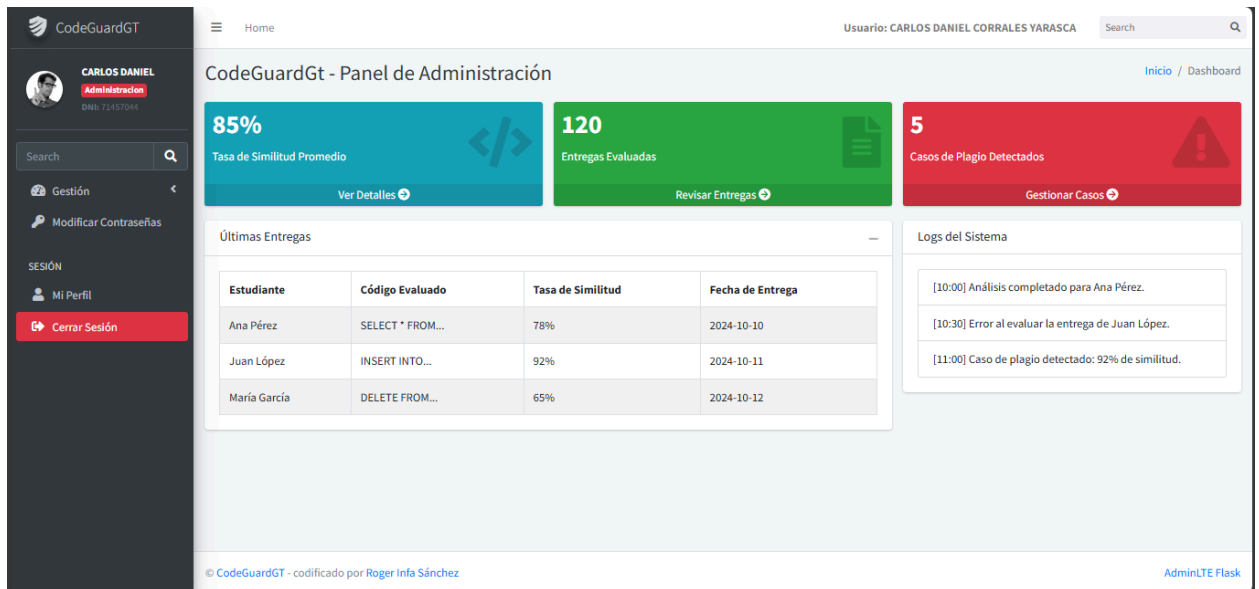 CodeGuardGT
Home
Usuario: CARLOS DANIEL CORRALES YARASCA
Search
CARLOS DANIEL
Administracion
DNI: 71457044
Search
Gestión
Modificar Contraseñas
SESIÓN
Mi Perfil
Cerrar Sesión
CodeGuardGt - Panel de Administración
Inicio / Dashboard
85%
Tasa de Similitud Promedio
Ver Detalles
120
Entregas Evaluadas
Revisar Entregas
5
Casos de Plagio Detectados
Gestionar Casos
Últimas Entregas
Estudiante Código Evaluado Tasa de Similitud Fecha de Entrega
Ana Pérez SELECT * FROM... 78% 2024-10-10
Juan López INSERT INTO... 92% 2024-10-11
María García DELETE FROM... 65% 2024-10-12
Logs del Sistema
[10:00] Análisis completado para Ana Pérez.
[10:30] Error al evaluar la entrega de Juan López.
[11:00] Caso de plagio detectado: 92% de similitud.
© CodeGuardGT - codificado por Roger Infa Sánchez
AdminLTE Flask